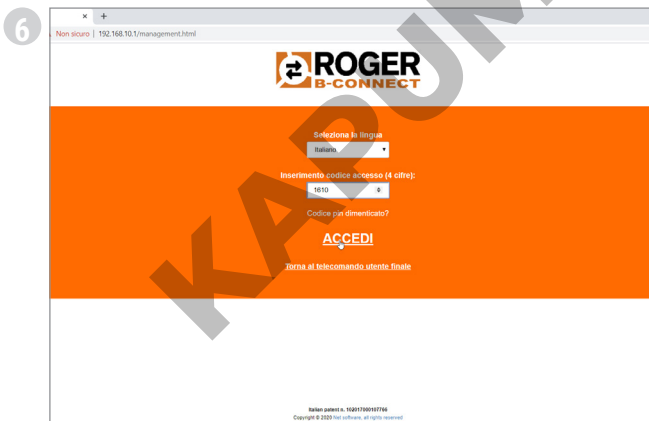 6
× +
Non sicuro | 192.168.10.1/management.html
ROGER
B-CONNECT
Seleziona la lingua
Italiano
Inserimento codice accesso (4 cifre):
1610
Codice pin dimenticato?
ACCEDI
Torna al telecomando utente finale
Italian patent n. 102017000107766
Copyright © 2020 Nat software, all rights reserved